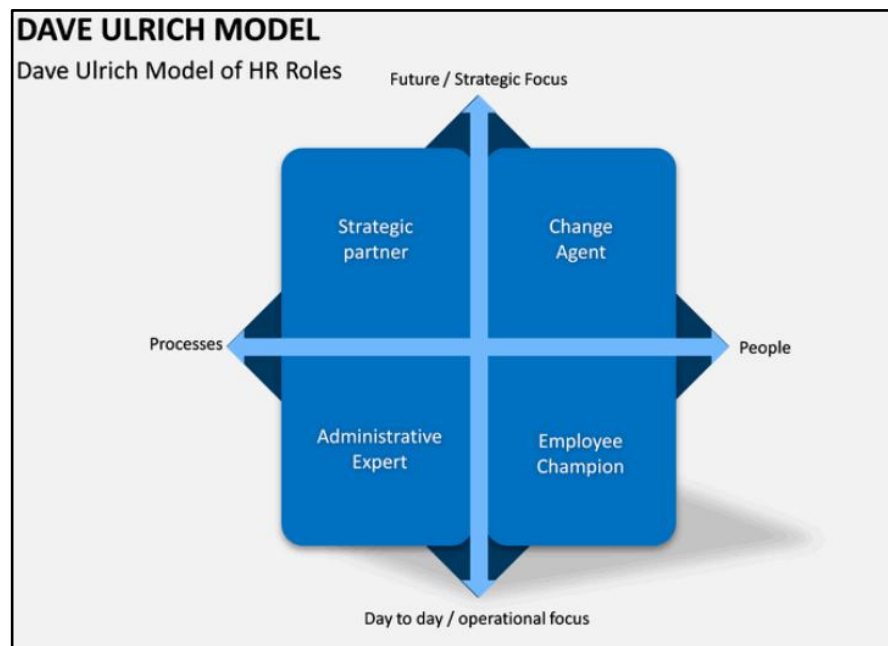 DAVE ULRICH MODEL
Dave Ulrich Model of HR Roles
Future / Strategic Focus
Strategic
partner
Change
Agent
Processes
People
Administrative
Expert
Employee
Champion
Day to day / operational focus